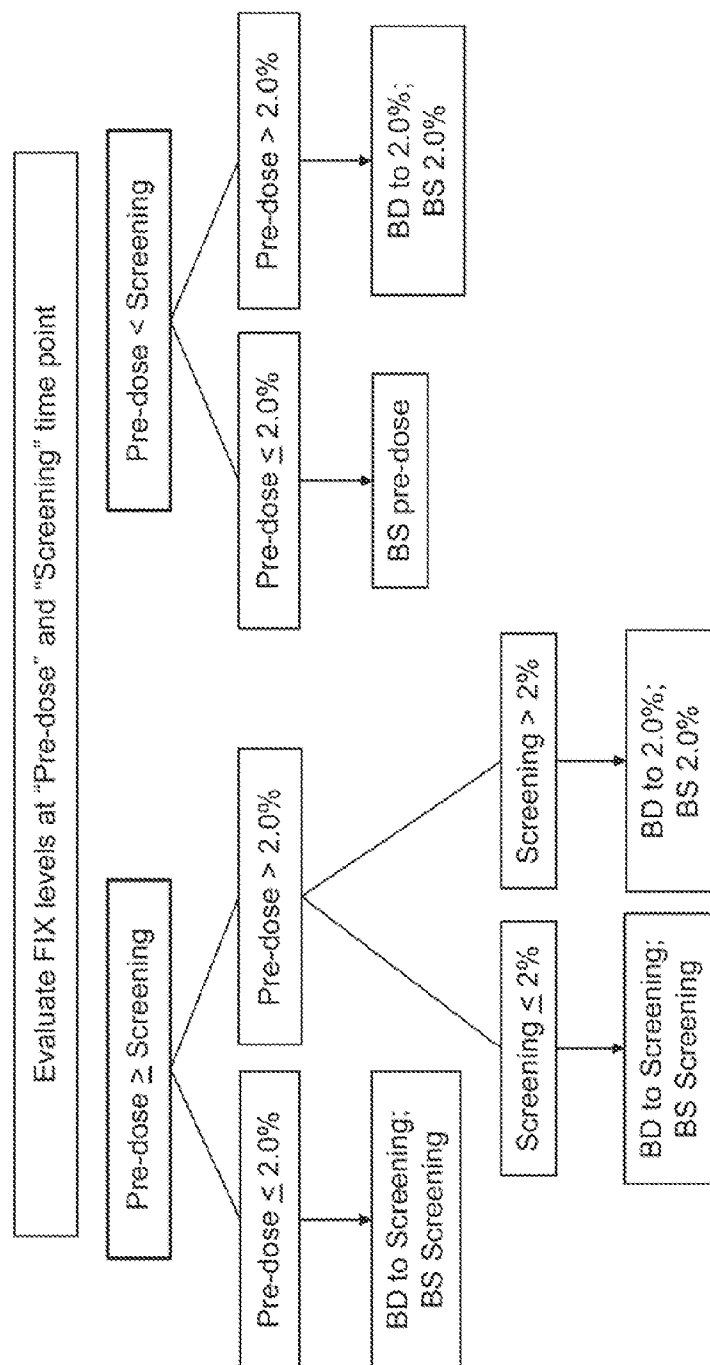 Evaluate FIX levels at "Pre-dose" and "Screening" time point
Pre-dose ≥ Screening
Pre-dose < Screening
Pre-dose ≤ 2.0%
Pre-dose > 2.0%
Pre-dose ≤ 2.0%
Pre-dose > 2.0%
BD to Screening;
BS Screening
BS pre-dose
BD to 2.0%;
BS 2.0%
Screening ≤ 2%
Screening > 2%
BD to Screening;
BS Screening
BD to 2.0%;
BS 2.0%